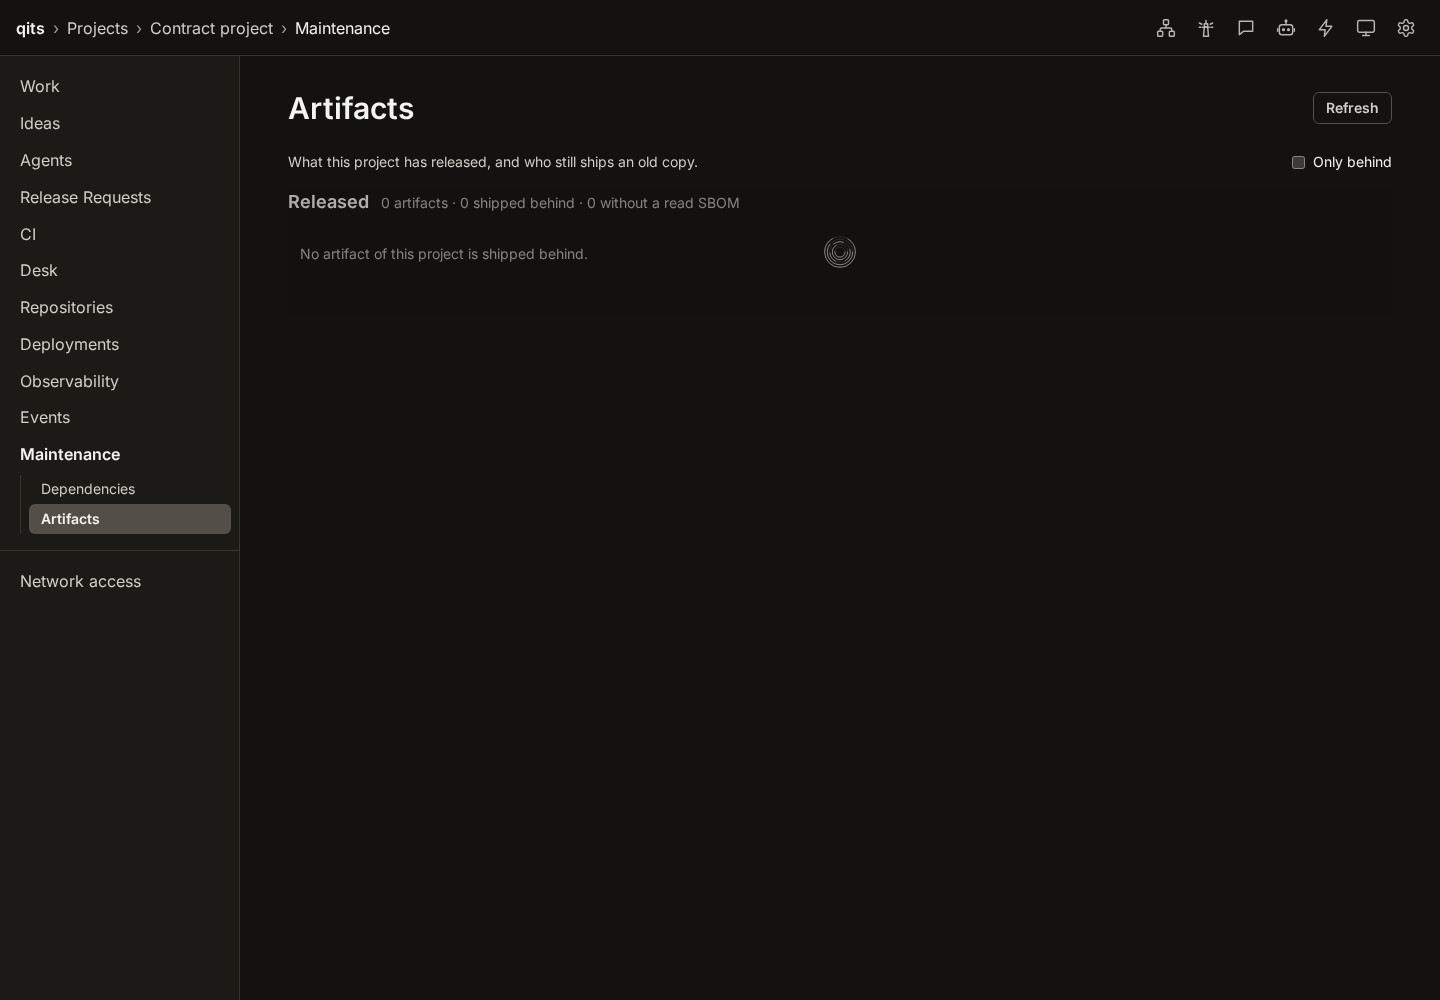 qits › Projects › Contract project › Maintenance
Work
Ideas
Agents
Release Requests
CI
Desk
Repositories
Deployments
Observability
Events
Maintenance
Dependencies
Artifacts
Network access
Artifacts
Refresh
What this project has released, and who still ships an old copy.
Only behind
Released 0 artifacts · 0 shipped behind · 0 without a read SBOM
No artifact of this project is shipped behind.